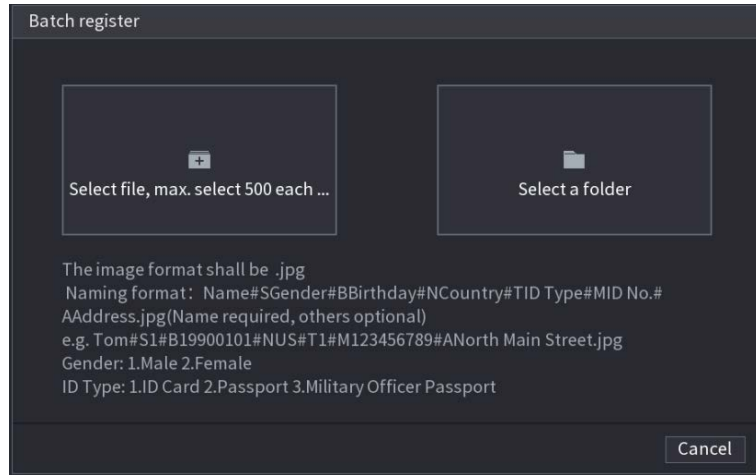 Batch register
Select file, max. select 500 each ...
Select a folder
The image format shall be .jpg
Naming format: Name#SGender#BBirthday#NCountry#TID Type#MID No.#
AAddress.jpg(Name required, others optional)
e.g. Tom#S1#B19900101#NUS#T1#M123456789#ANorth Main Street.jpg
Gender: 1.Male 2.Female
ID Type: 1.ID Card 2.Passport 3.Military Officer Passport
Cancel